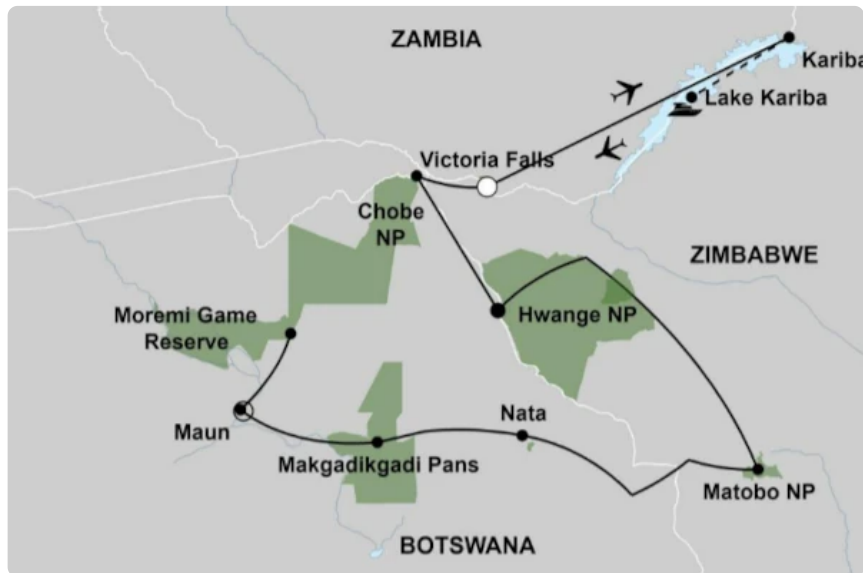 ZAMBIA
Kariba
Lake Kariba
Victoria Falls
Chobe
NP
ZIMBABWE
Moremi Game
Reserve
Hwange NP
Maun
Nata
Makgadikgadi Pans
Matobo NP
BOTSWANA